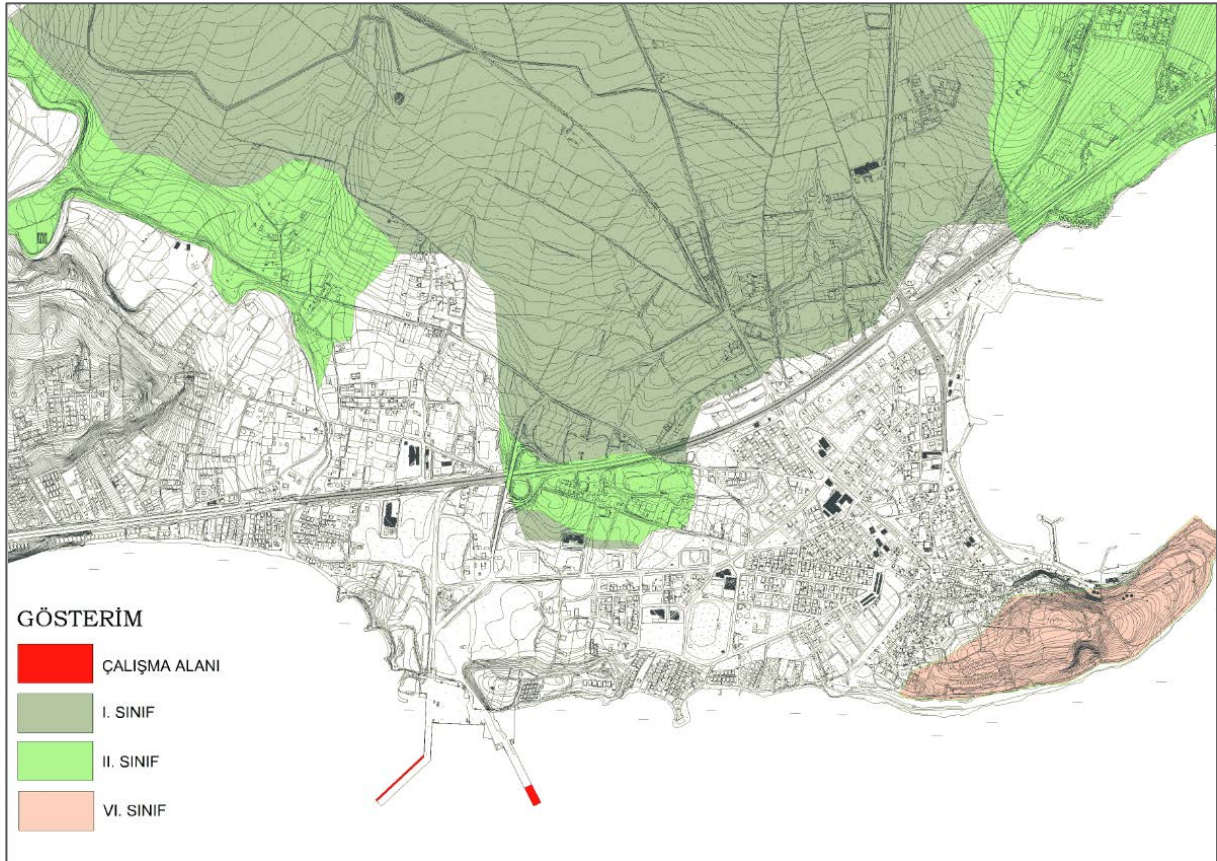 GÖSTERİM
ÇALIŞMA ALANI
I. SINIF
II. SINIF
VI. SINIF